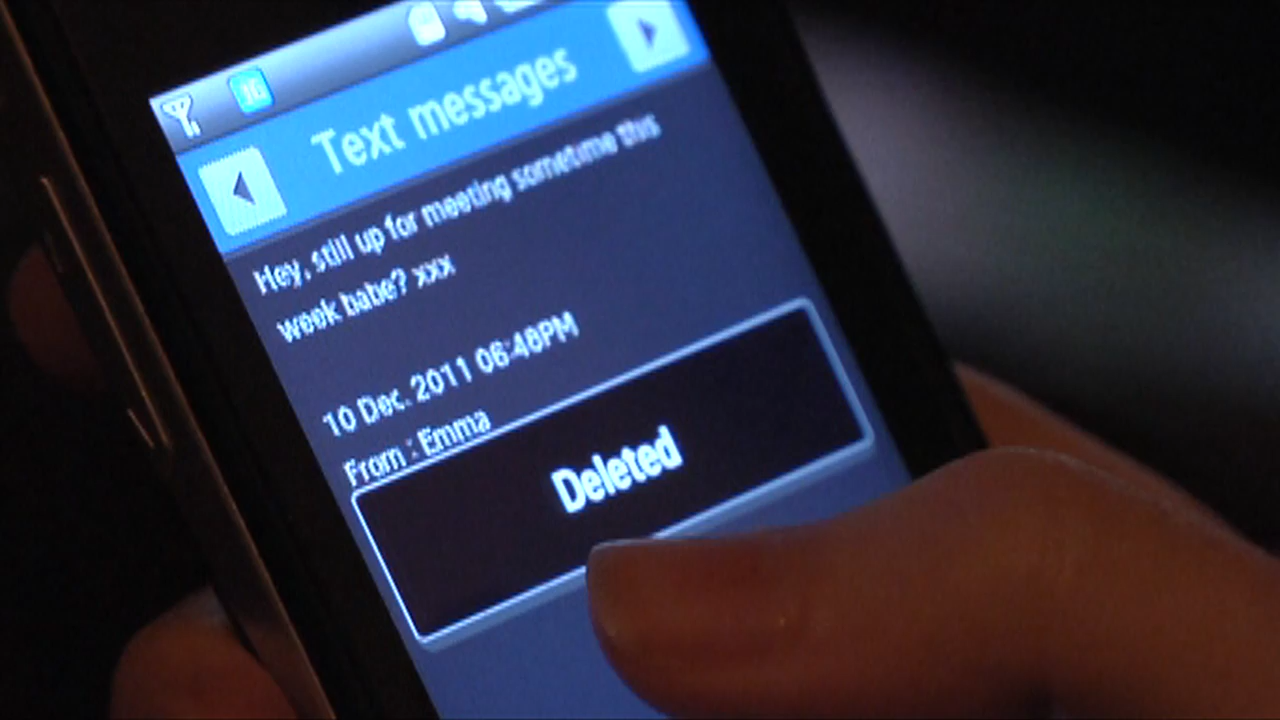 Text messages
Hey, still up for meeting sometime this
week babe? xxx
10 Dec. 2011 06:48PM
From : Emma
Deleted